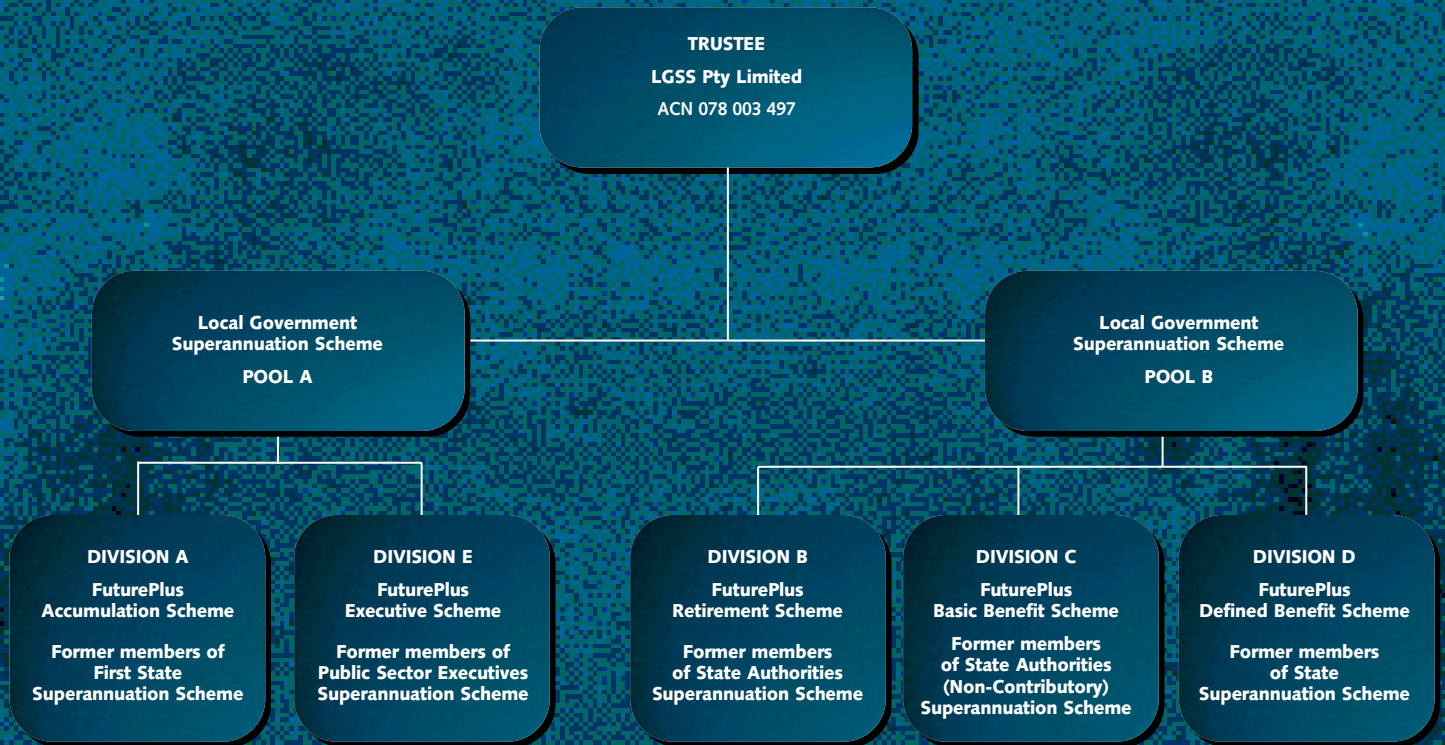 TRUSTEE
LGSS Pty Limited
ACN 078 003 497
Local Government
Superannuation Scheme
POOL A
Local Government
Superannuation Scheme
POOL B
DIVISION A
FuturePlus
Accumulation Scheme
Former members of
First State
Superannuation Scheme
DIVISION E
FuturePlus
Executive Scheme
Former members of
Public Sector Executives
Superannuation Scheme
DIVISION B
FuturePlus
Retirement Scheme
Former members
of State Authorities
Superannuation Scheme
DIVISION C
FuturePlus
Basic Benefit Scheme
Former members
of State Authorities
(Non-Contributory)
Superannuation Scheme
DIVISION D
FuturePlus
Defined Benefit Scheme
Former members
of State
Superannuation Scheme